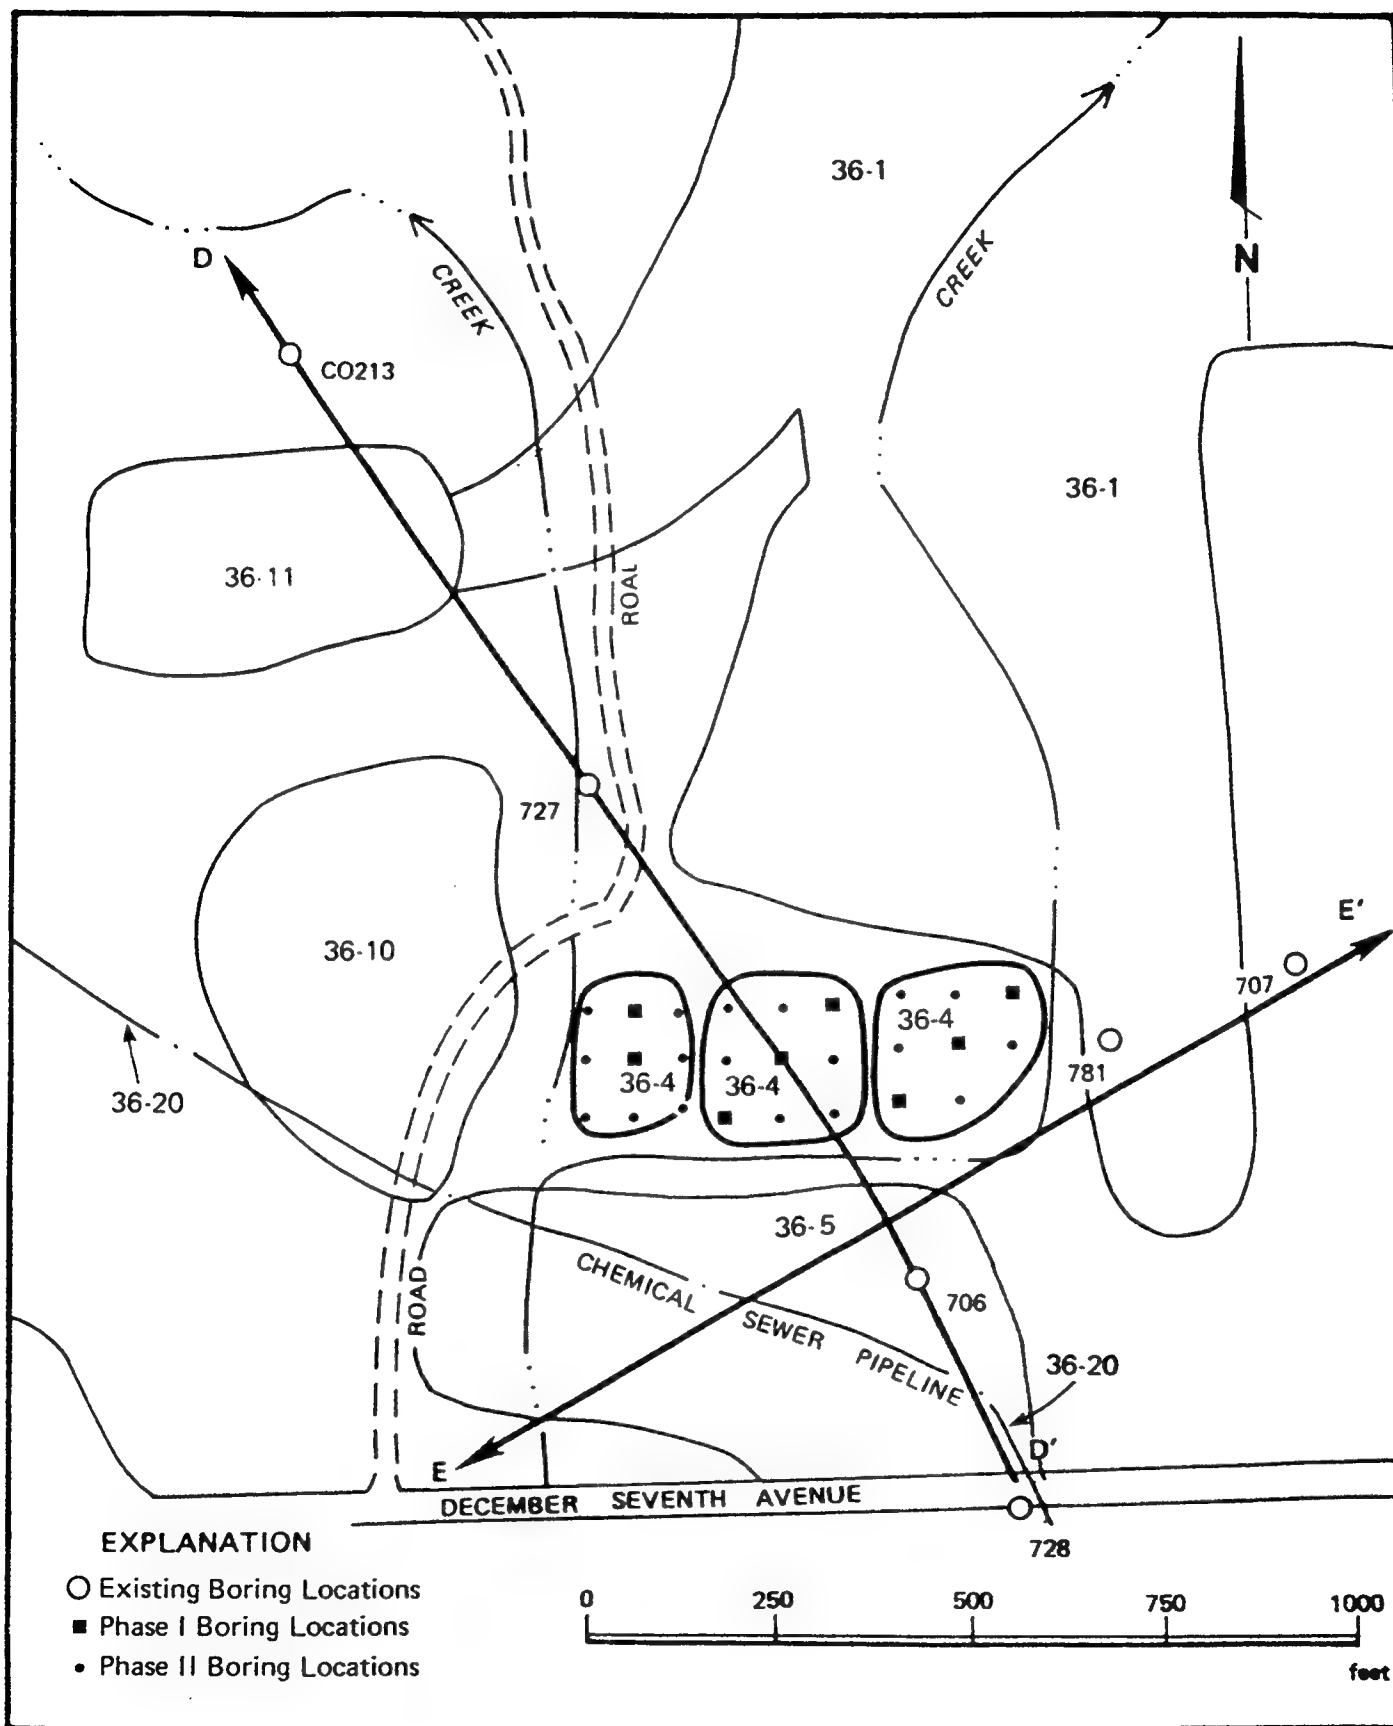 36-1
D
CREEK
CREEK
N
CO213
36-1
36-11
ROAD
727
E'
36-10
707
36-4
781
36-4
36-4
36-20
36-5
CHEMICAL SEWER PIPELINE
706
ROAD
36-20
D'
E
DECEMBER SEVENTH AVENUE
728
EXPLANATION
Existing Boring Locations
Phase I Boring Locations
Phase II Boring Locations
0 250 500 750 1000
feet